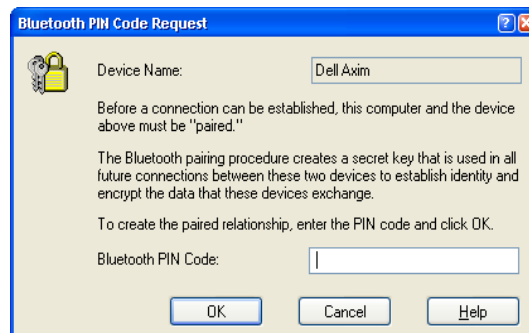 Bluetooth PIN Code Request
Device Name: Dell Axim
Before a connection can be established, this computer and the device
above must be "paired."
The Bluetooth pairing procedure creates a secret key that is used in all
future connections between these two devices to establish identity and
encrypt the data that these devices exchange.
To create the paired relationship, enter the PIN code and click OK.
Bluetooth PIN Code:
OK Cancel Help